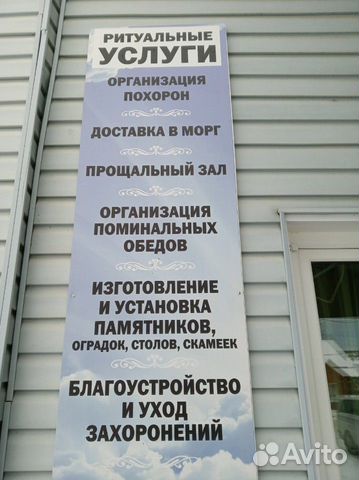 РИТУАЛЬНЫЕ
УСЛУГИ
ОРГАНИЗАЦИЯ
ПОХОРОН
ДОСТАВКА В МОРГ
ПРОЩАЛЬНЫЙ ЗАЛ
ОРГАНИЗАЦИЯ
ПОМИНАЛЬНЫХ
ОБЕДОВ
ИЗГОТОВЛЕНИЕ
И УСТАНОВКА
ПАМЯТНИКОВ,
ОГРАДОК, СТОЛОВ, СКАМЕЕК
БЛАГОУСТРОЙСТВО
И УХОД
ЗАХОРОНЕНИЙ
Avito